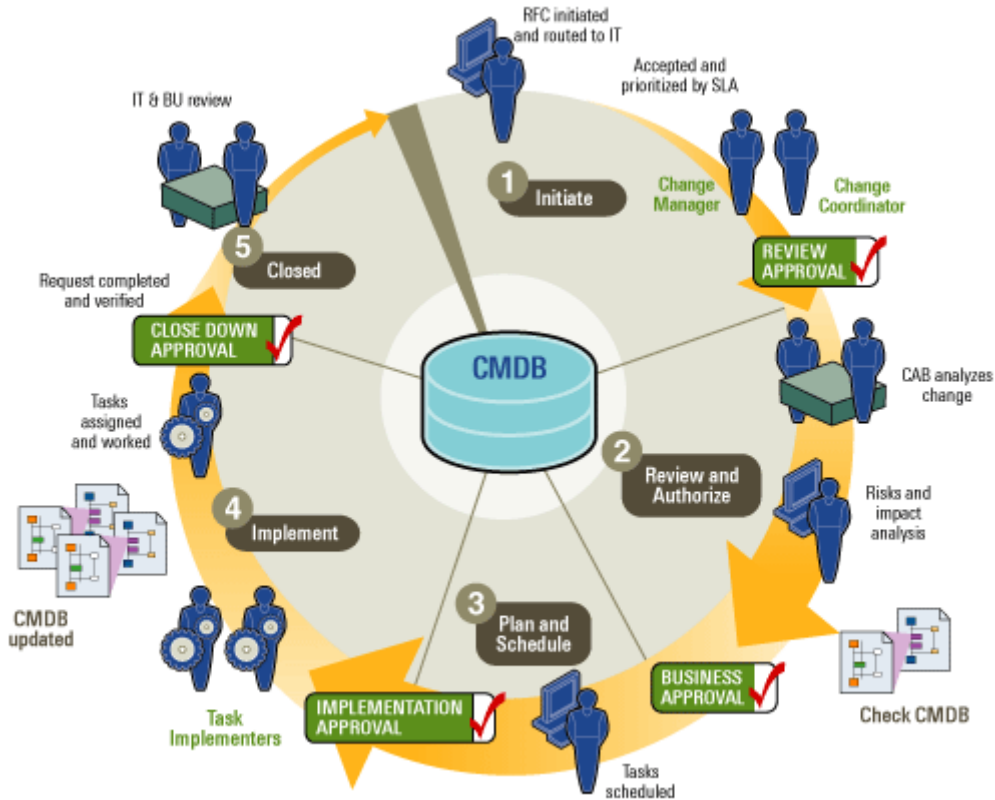 RFC initiated
and routed to IT
Accepted and
prioritized by SLA
1
Initiate
Change
Manager
Change
Coordinator
REVIEW
APPROVAL
CAB analyzes
change
2
Review and
Authorize
Risks and
impact
analysis
Check CMDB
BUSINESS
APPROVAL
3
Plan and
Schedule
Tasks
scheduled
IMPLEMENTATION
APPROVAL
Task
Implementers
4
Implement
CMDB
updated
Tasks
assigned
and worked
CLOSE DOWN
APPROVAL
Request completed
and verified
5
Closed
IT & BU review
CMDB